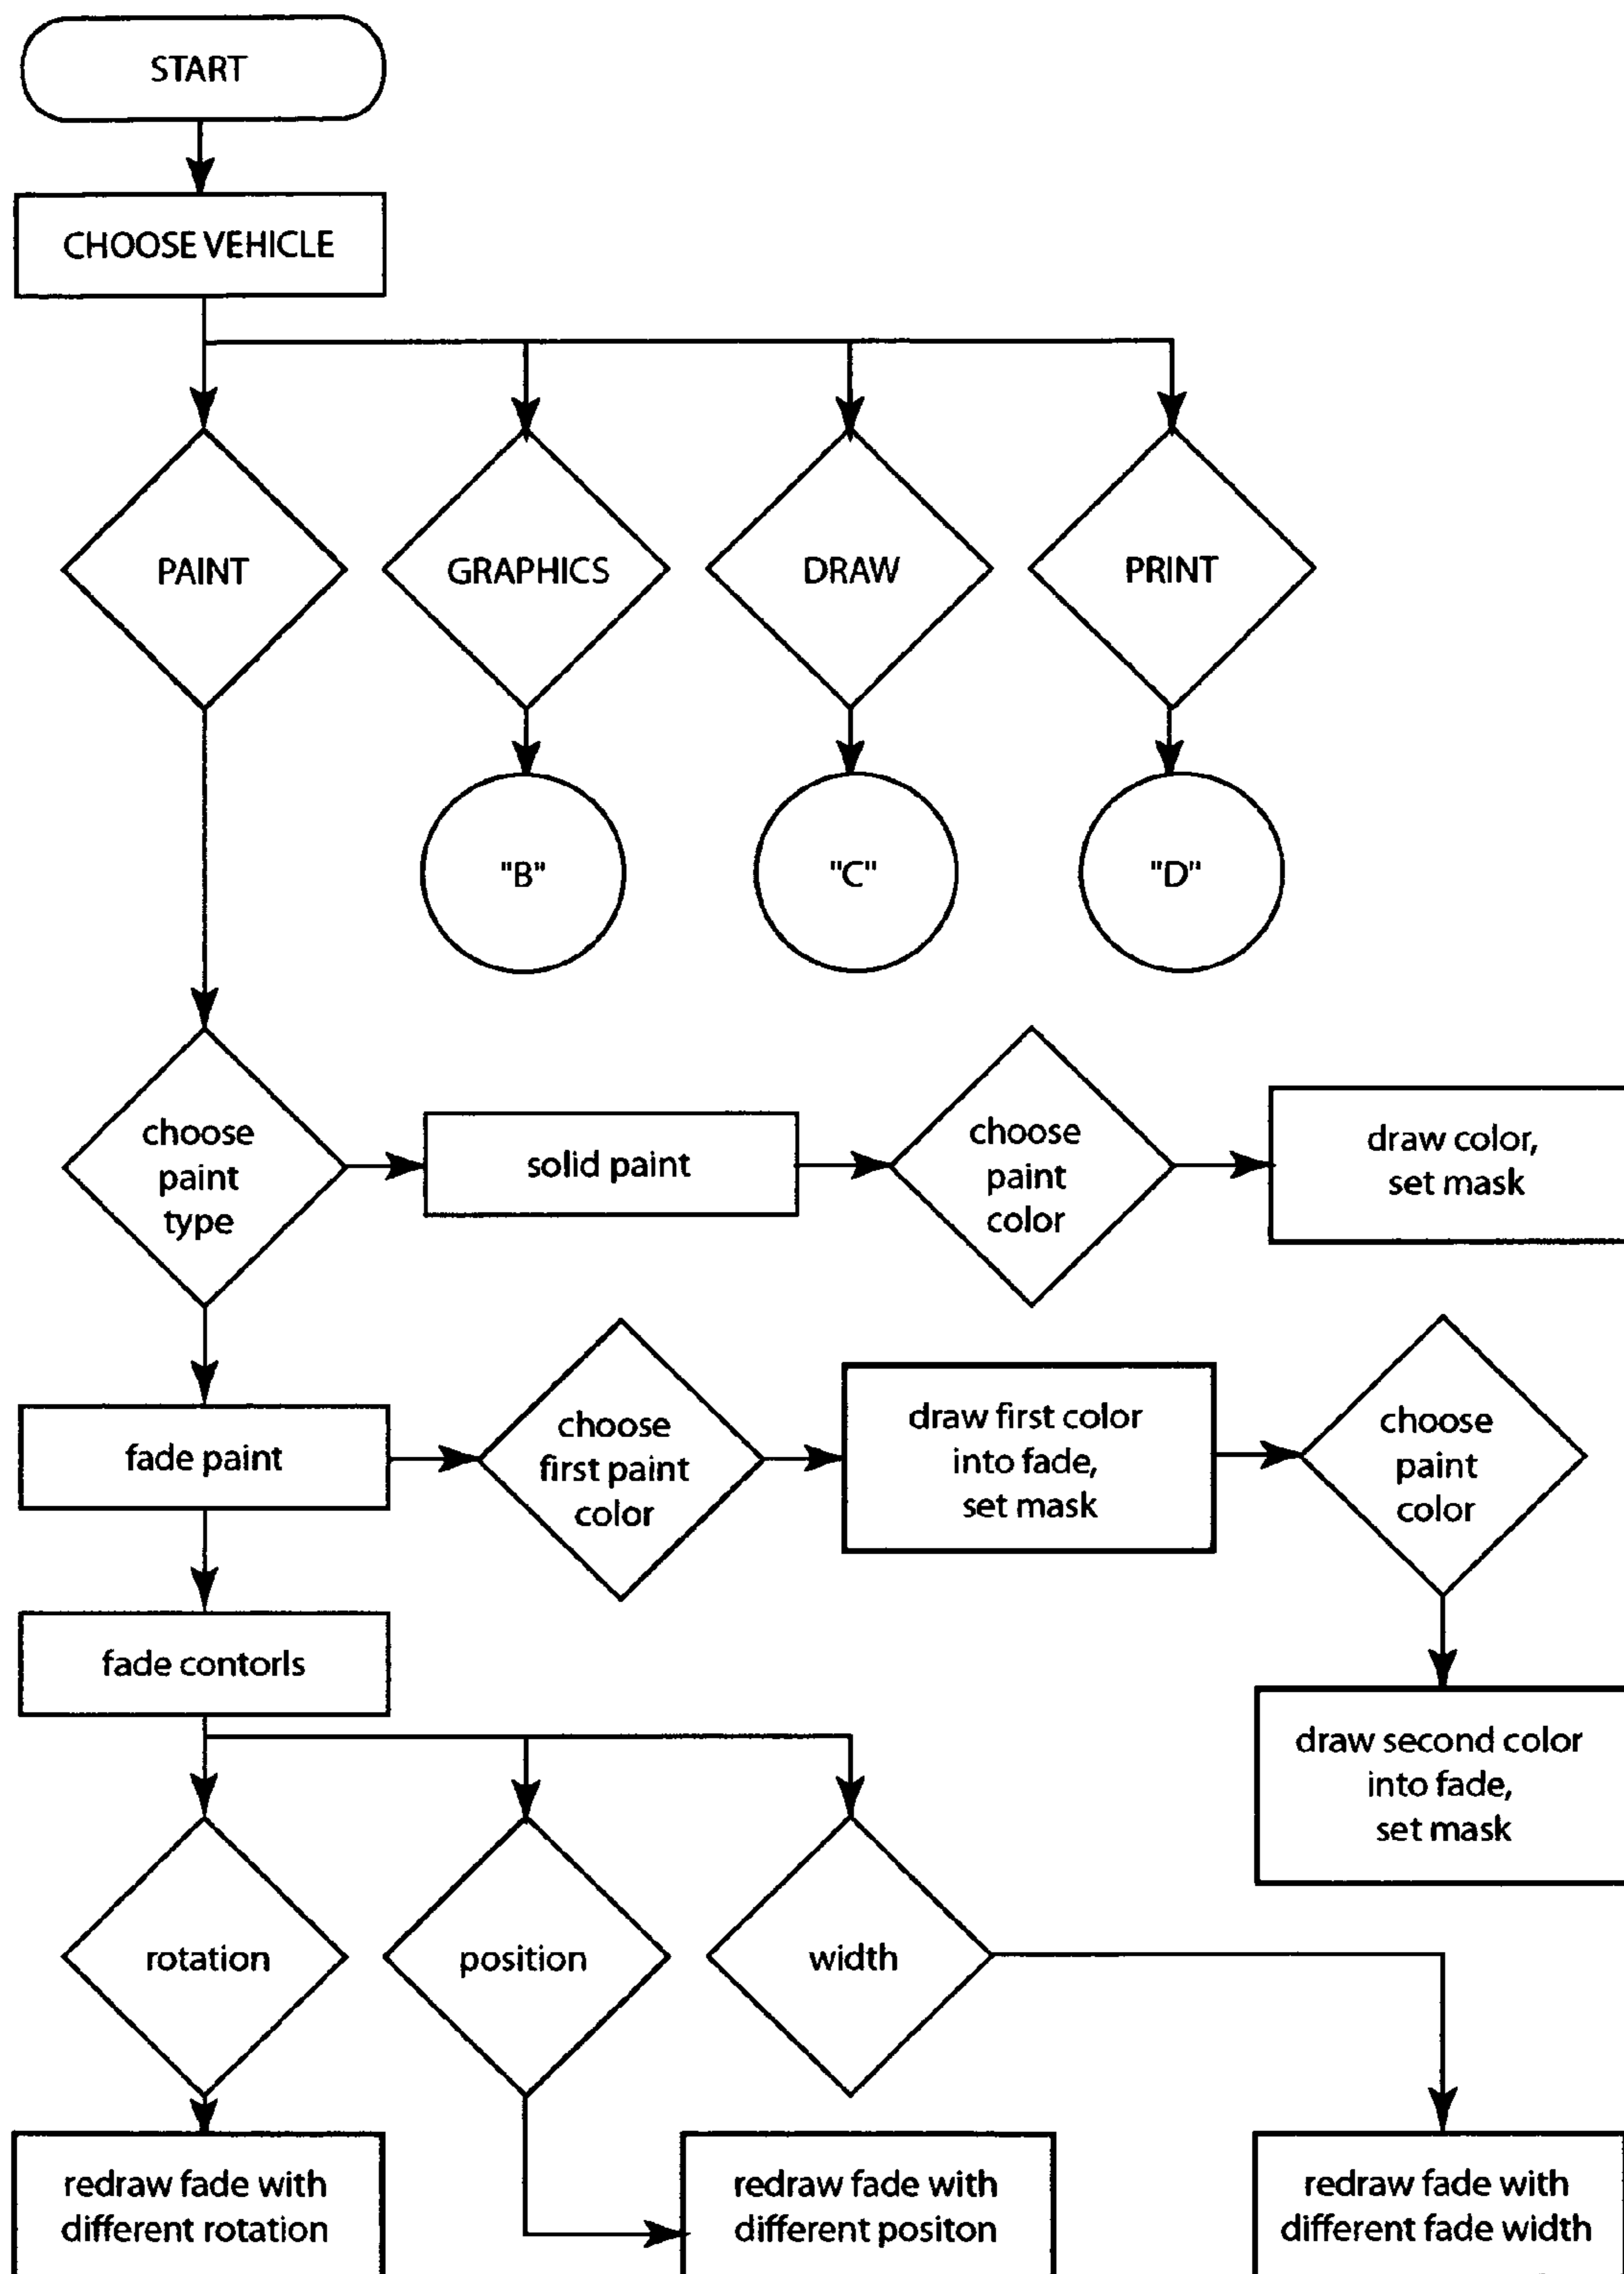 START
CHOOSE VEHICLE
PAINT
GRAPHICS
DRAW
PRINT
"B"
"C"
"D"
choose
paint
type
solid paint
choose
paint
color
draw color,
set mask
fade paint
choose
first paint
color
draw first color
into fade,
set mask
choose
paint
color
draw second color
into fade,
set mask
fade contorls
rotation
position
width
redraw fade with
different rotation
redraw fade with
different positon
redraw fade with
different fade width